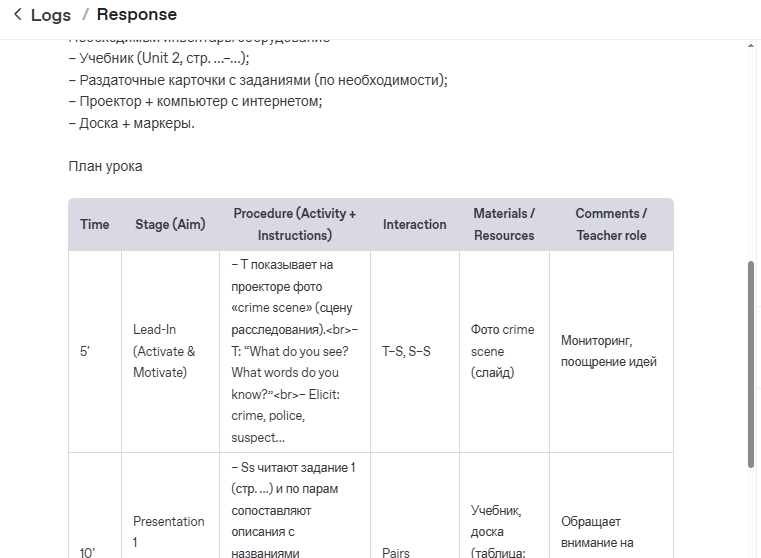 Logs / Response
Необходимый инвентарь/оборудование
– Учебник (Unit 2, стр. …–…);
– Раздаточные карточки с заданиями (по необходимости);
– Проектор + компьютер с интернетом;
– Доска + маркеры.
План урока
Time
Stage (Aim)
Procedure (Activity +
Instructions)
Interaction
Materials /
Resources
Comments /
Teacher role
5’
Lead-In
(Activate &
Motivate)
– T показывает на
проекторе фото
«crime scene» (сцену
расследования).<br>–
T: “What do you see?
What words do you
know?”<br>– Elicit:
crime, police,
suspect…
T–S, S–S
Фото crime
scene
(слайд)
Мониторинг,
поощрение идей
10’
Presentation
1
– Ss читают задание 1
(стр. …) и по парам
сопоставляют
описания с
названиями
Pairs
Учебник,
доска
(таблица:
Обращает
внимание на